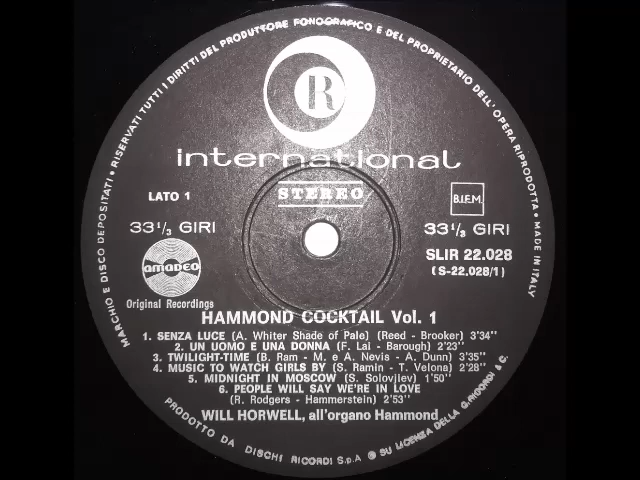 MARCHIO E DISCO DEPOSITATI • RISERVATI TUTTI I DIRITTI DEL PRODUTTORE FONOGRAFICO E DEL PROPRIETARIO DELL'OPERA RIPRODOTTA • MADE IN ITALY
R
international
LATO 1
STEREO
B.I.E.M.
33 1/3 GIRI
33 1/3 GIRI
SLIR 22.028
(S-22,028/1)
amadeo
Original Recordings
HAMMOND COCKTAIL Vol. 1
1. SENZA LUCE (A. Whiter Shade of Pale) (Reed - Brooker) 3'34"
2. UN UOMO E UNA DONNA (F. Lai - Barough) 2'23"
3. TWILIGHT-TIME (B. Ram - M. e A. Nevis - A. Dunn) 3'35"
4. MUSIC TO WATCH GIRLS BY (S. Ramin - T. Velona) 2'28"
5. MIDNIGHT IN MOSCOW (S. Solovjlev) 1'50"
6. PEOPLE WILL SAY WE'RE IN LOVE
(R. Rodgers - Hammerstein) 2'53"
WILL HORWELL, all'organo Hammond
PRODOTTO DA DISCHI RICORDI S.p.A • SU LICENZA DELLA G. RICORDI & C.